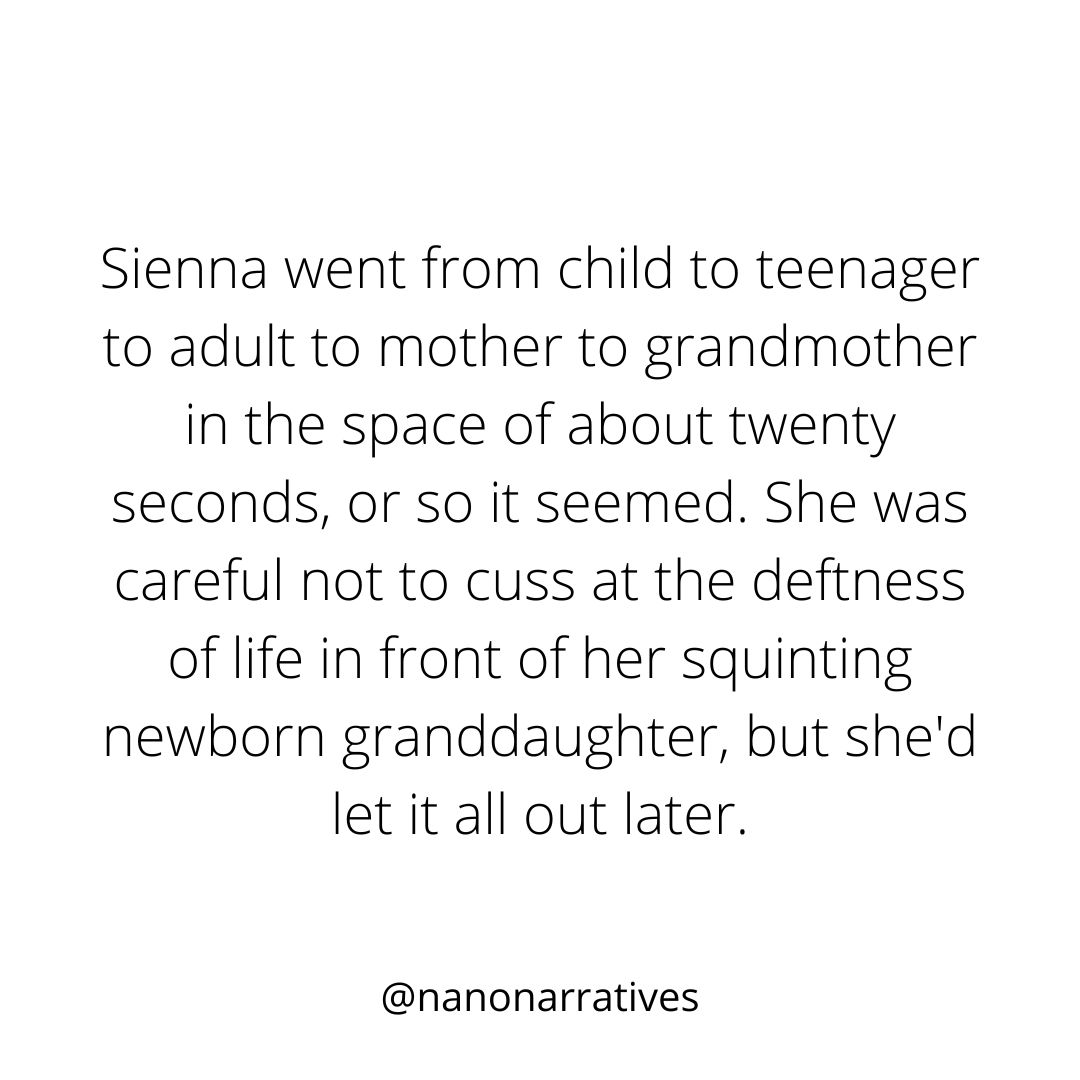 Sienna went from child to teenager
to adult to mother to grandmother
in the space of about twenty
seconds, or so it seemed. She was
careful not to cuss at the deftness
of life in front of her squinting
newborn granddaughter, but she'd
let it all out later.
@nanonarratives